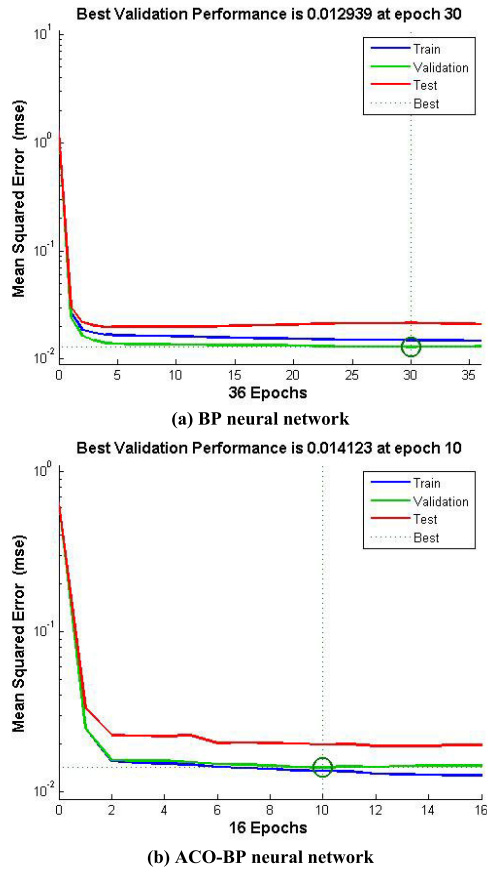 Best Validation Performance is 0.012939 at epoch 30
Mean Squared Error (mse)
10^1
10^0
10^-1
10^-2
Train
Validation
Test
Best
0 5 10 15 20 25 30 35
36 Epochs
(a) BP neural network
Best Validation Performance is 0.014123 at epoch 10
Mean Squared Error (mse)
10^0
10^-1
10^-2
Train
Validation
Test
Best
0 2 4 6 8 10 12 14 16
16 Epochs
(b) ACO-BP neural network